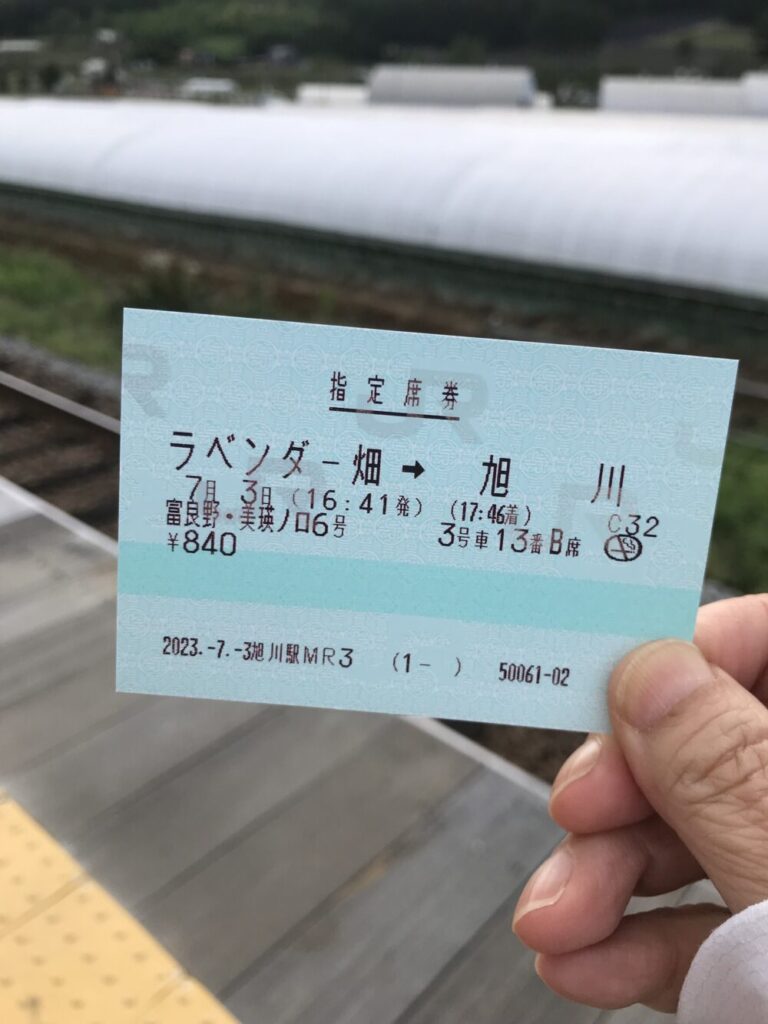 指定席券
ラベンダー畑 → 旭川
7月 3日 (16:41発) (17:46着) C32
富良野・美瑛ノロ6号 3号車13番B席
¥840
2023.-7.-3旭川駅MR3 (1- ) 50061-02
JR